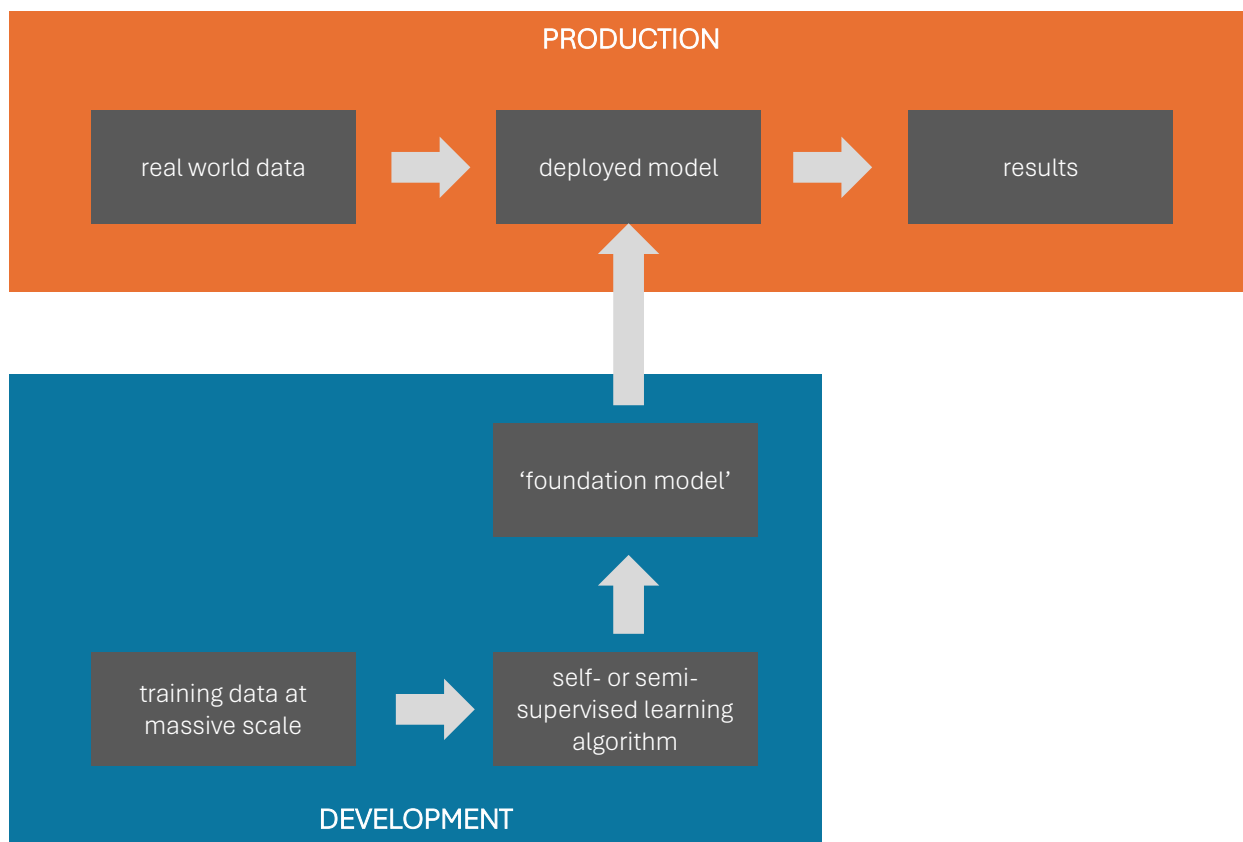 PRODUCTION
real world data
deployed model
results
‘foundation model’
training data at
massive scale
self- or semi-
supervised learning
algorithm
DEVELOPMENT